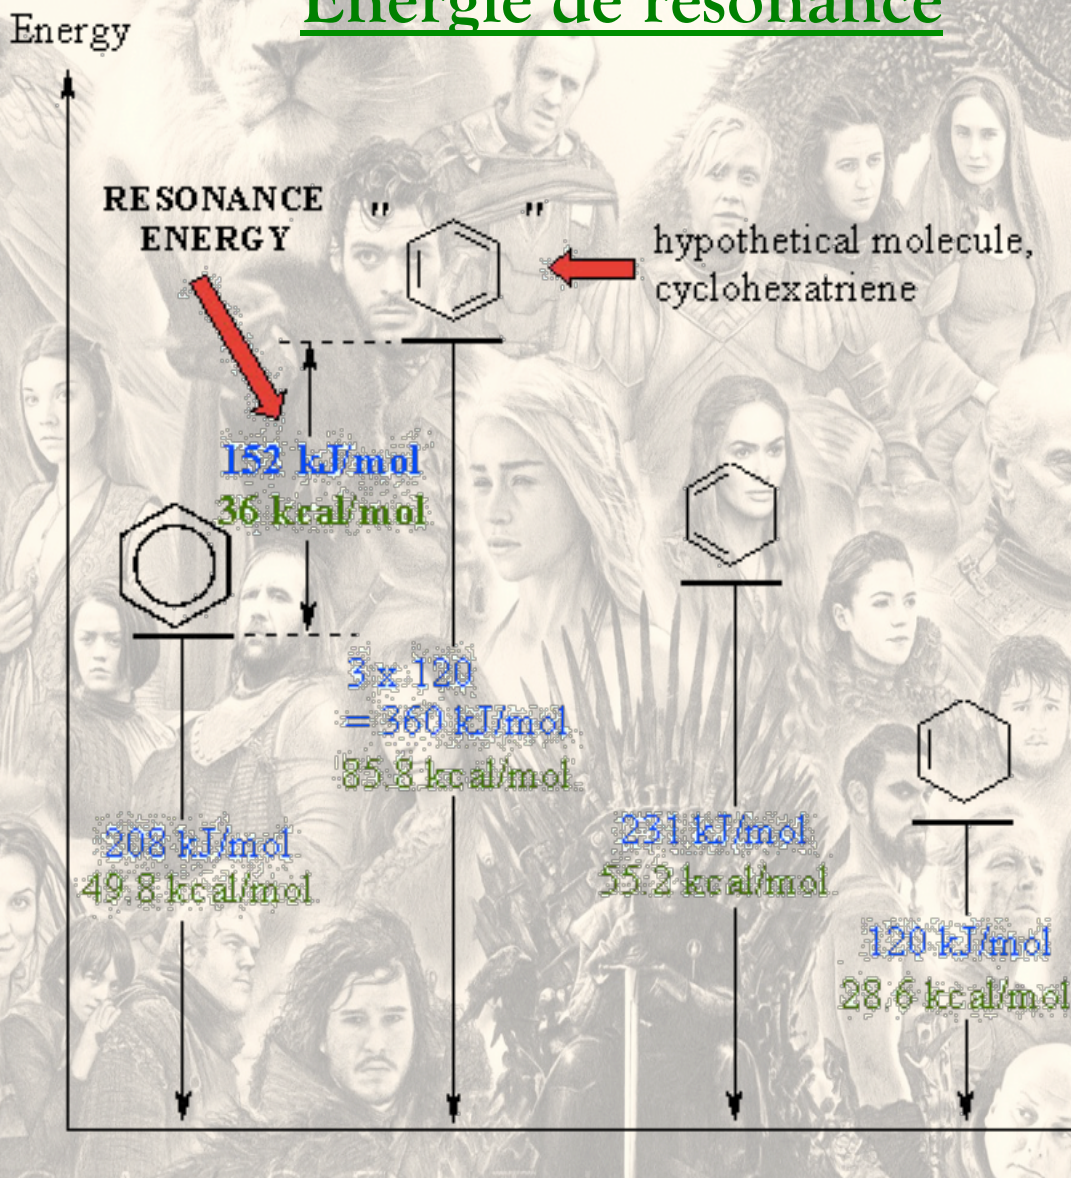 Energie de résonance
Energy
RESONANCE
ENERGY
" "
hypothetical molecule,
cyclohexatriene
152 kJ/mol
36 kcal/mol
3 x 120
= 360 kJ/mol
85.8 kcal/mol
208 kJ/mol
49.8 kcal/mol
231 kJ/mol
55.2 kcal/mol
120 kJ/mol
28.6 kcal/mol